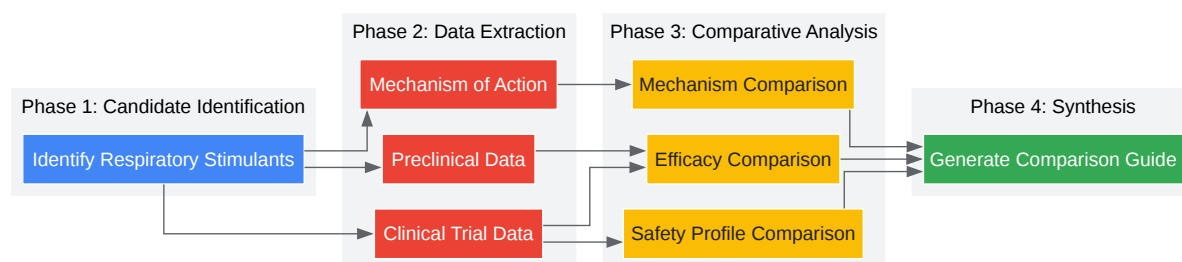 Phase 1: Candidate Identification
Identify Respiratory Stimulants
Phase 2: Data Extraction
Mechanism of Action
Preclinical Data
Clinical Trial Data
Phase 3: Comparative Analysis
Mechanism Comparison
Efficacy Comparison
Safety Profile Comparison
Phase 4: Synthesis
Generate Comparison Guide